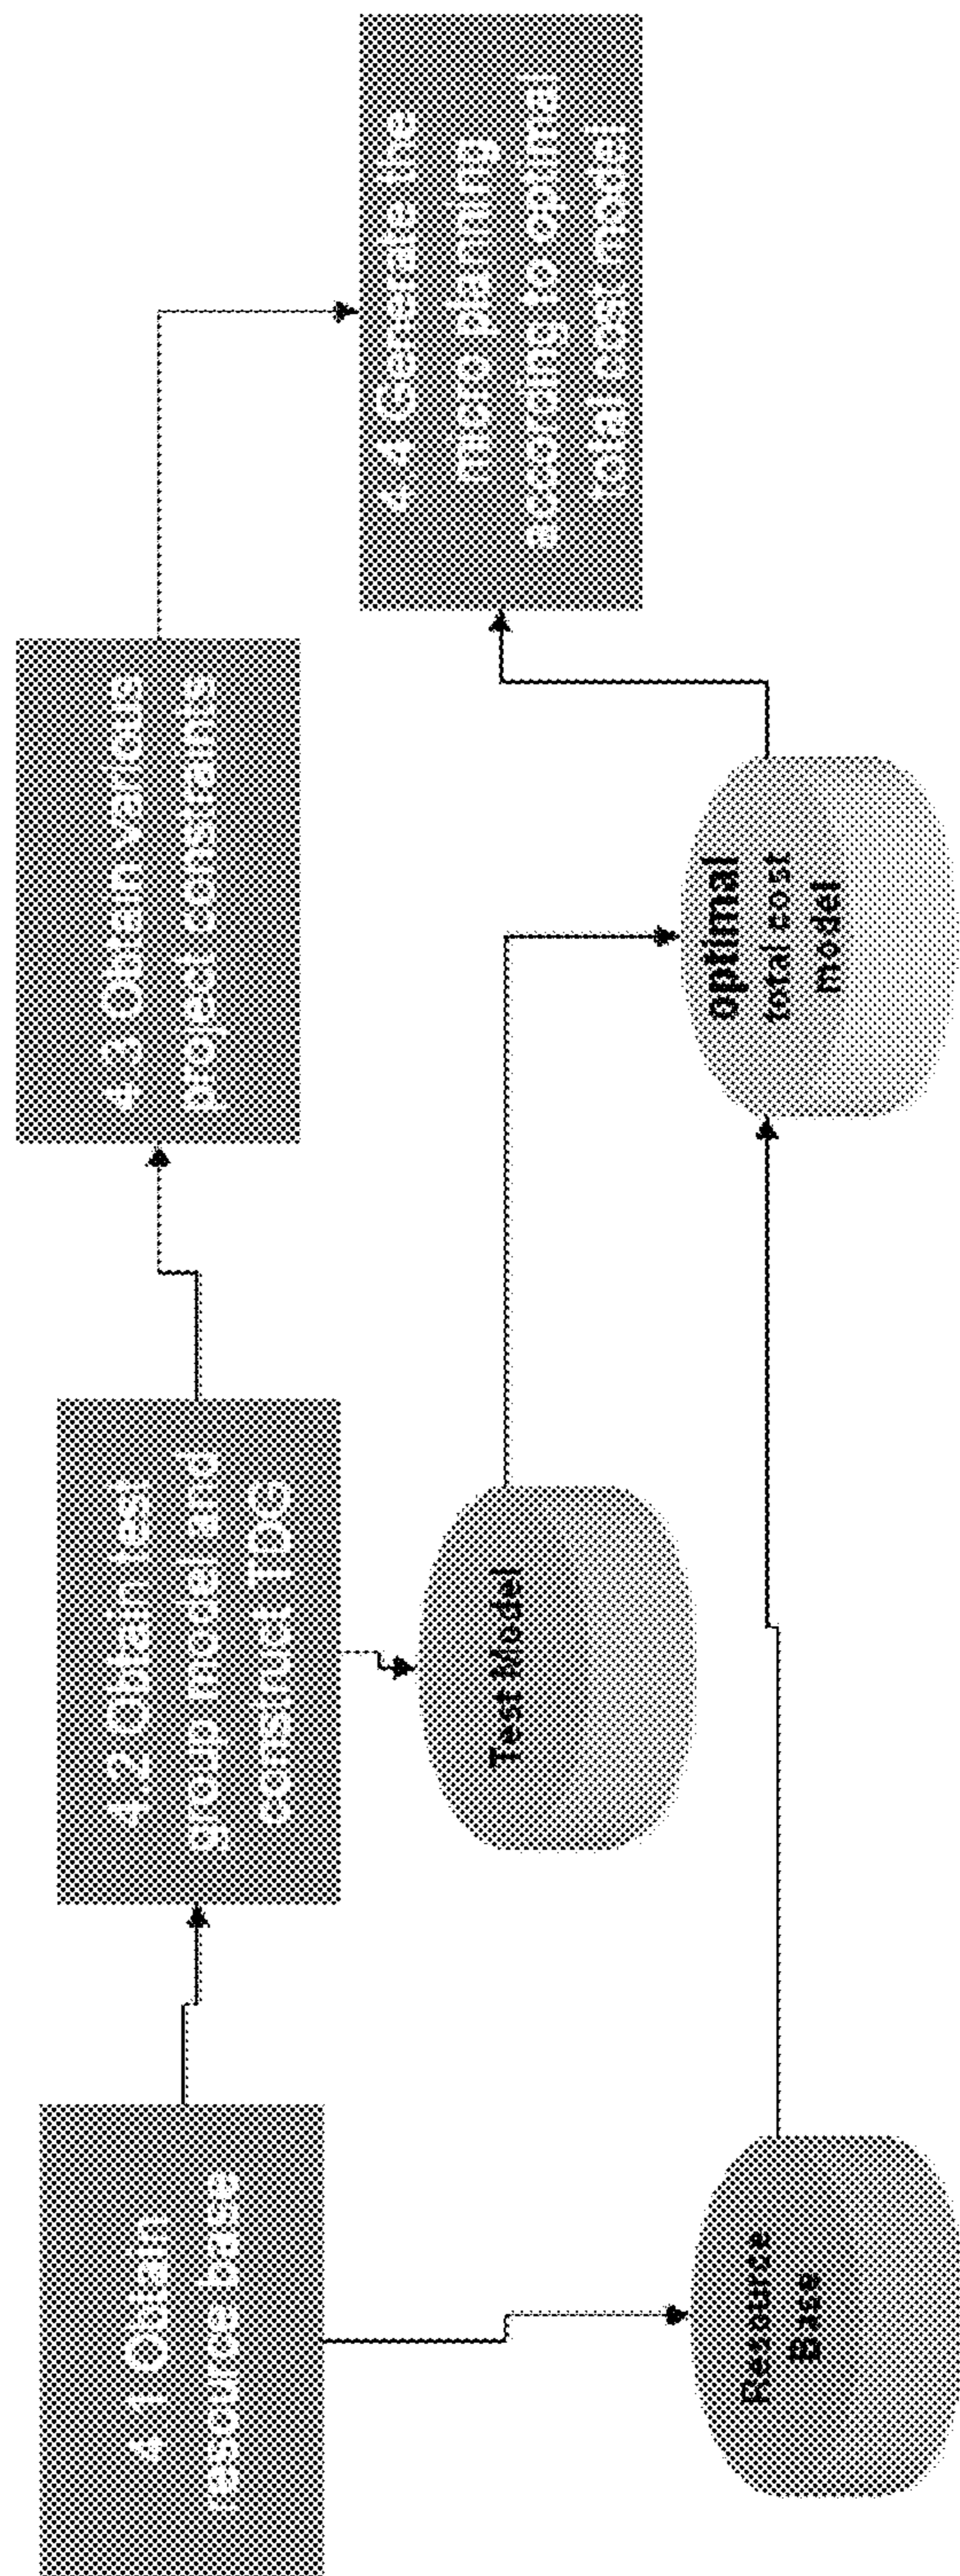 4.1 Obtain
resource base
4.2 Obtain test
group model and
construct TDG
4.3 Obtain various
project constraints
4.4 Generate the
micro planning
according to optimal
total cost model
Resource
Base
Test Model
optimal
total cost
model